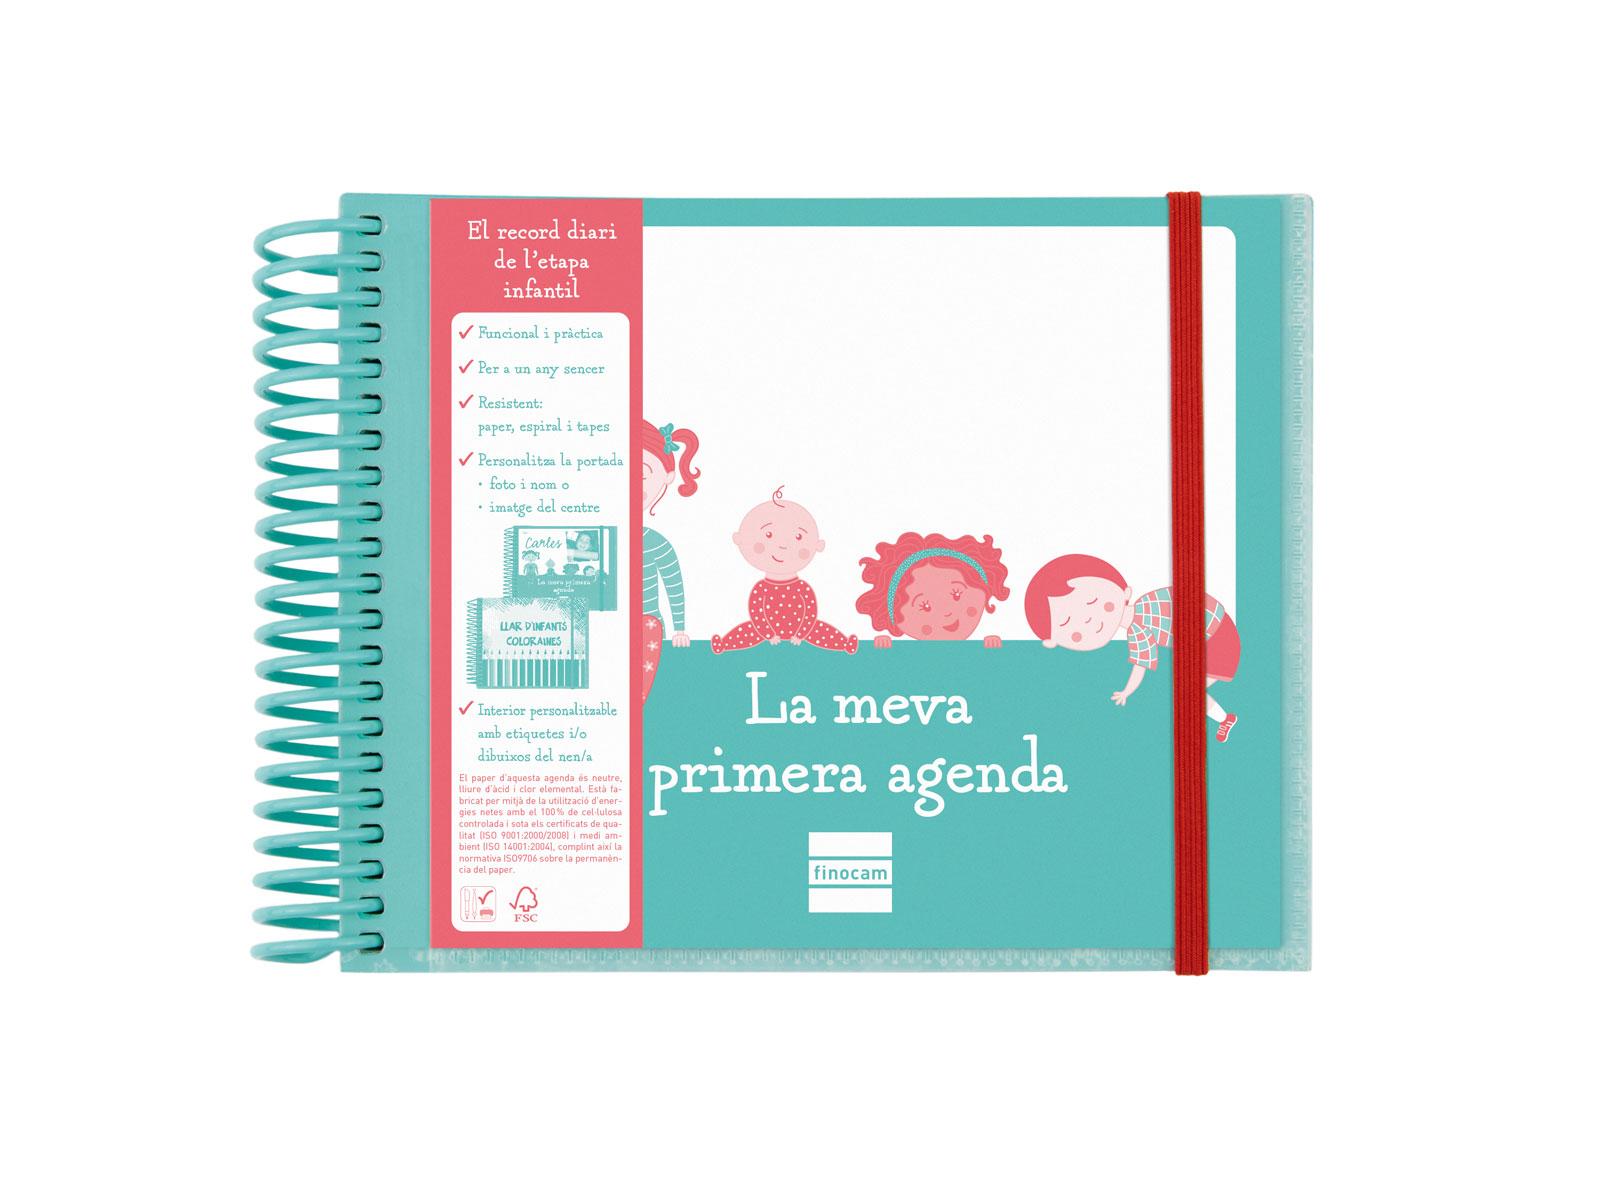 El record diari
de l'etapa
infantil
Funcional i pràctica
Per a un any sencer
Resistent:
paper, espiral i tapes
Personalitza la portada
• foto i nom o
• imatge del centre
Carles
La meva primera
agenda
LLAR D'INFANTS
COLORAINES
Interior personalitzable
amb etiquetes i/o
dibuixos del nen/a
El paper d'aquesta agenda és neutre,
lliure d'àcid i clor elemental. Està fa-
bricat per mitjà de la utilització d'ener-
gies netes amb el 100% de cel·lulosa
controlada i sota els certificats de qua-
litat (ISO 9001:2000/2008) i medi am-
bient (ISO 14001:2004), complint així la
normativa ISO9706 sobre la permanèn-
cia del paper.
FSC
La meva
primera agenda
finocam